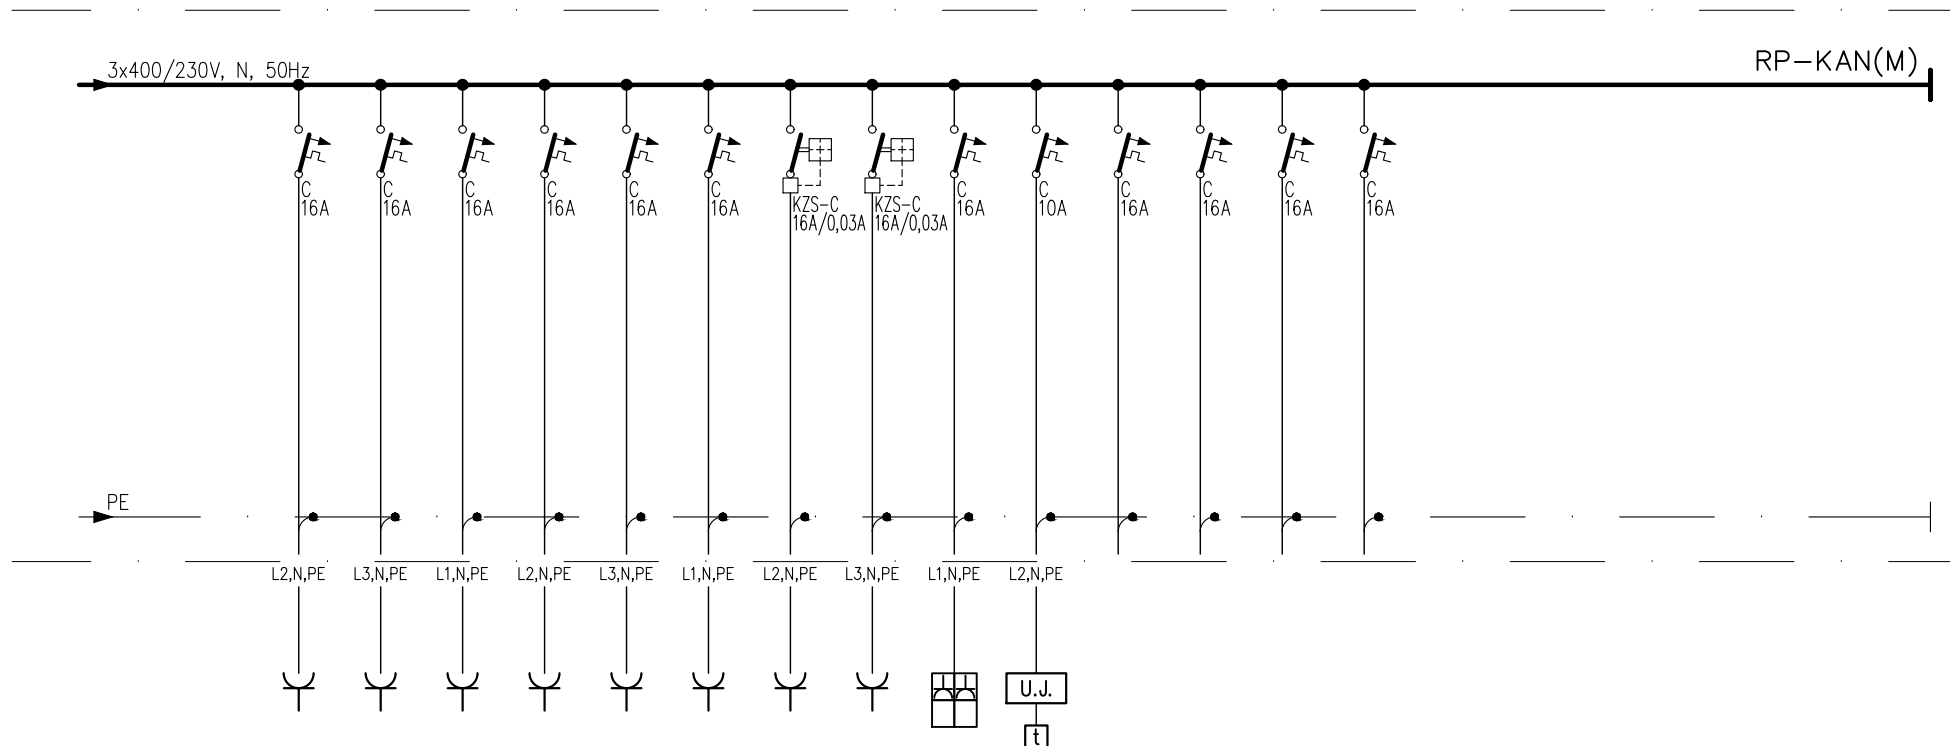 3x400/230V, N, 50Hz
RP-KAN(M)
C
16A
C
16A
C
16A
C
16A
C
16A
C
16A
KZS-C
16A/0,03A
KZS-C
16A/0,03A
C
16A
C
10A
C
16A
C
16A
C
16A
C
16A
PE
L2,N,PE
L3,N,PE
L1,N,PE
L2,N,PE
L3,N,PE
L1,N,PE
L2,N,PE
L3,N,PE
L1,N,PE
L2,N,PE
U.J.
t